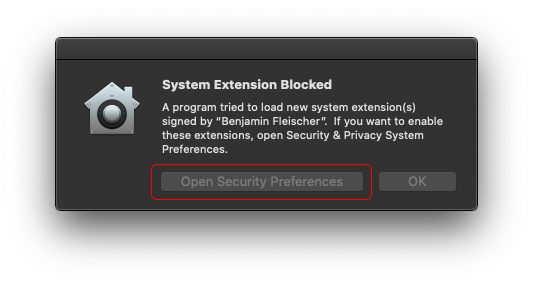 System Extension Blocked
A program tried to load new system extension(s)
signed by “Benjamin Fleischer”.  If you want to enable
these extensions, open Security & Privacy System
Preferences.
Open Security Preferences
OK